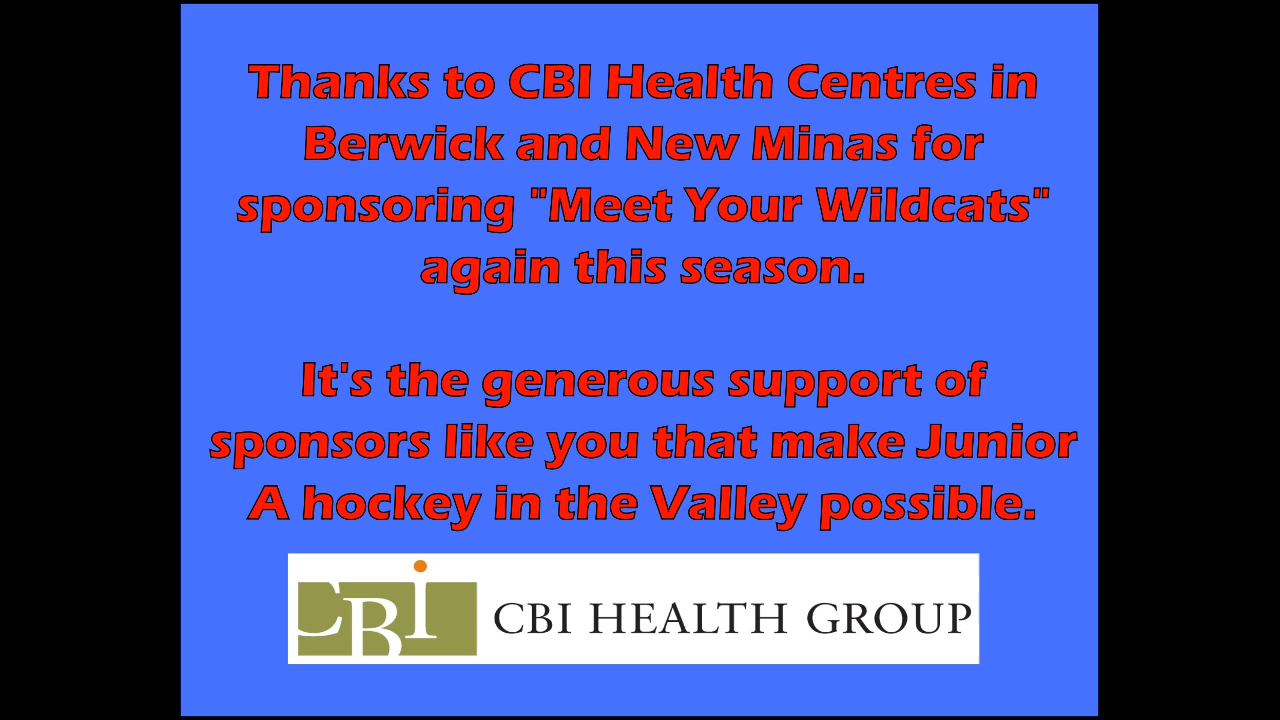 Thanks to CBI Health Centres in
Berwick and New Minas for
sponsoring "Meet Your Wildcats"
again this season.
It's the generous support of
sponsors like you that make Junior
A hockey in the Valley possible.
CBI CBI HEALTH GROUP